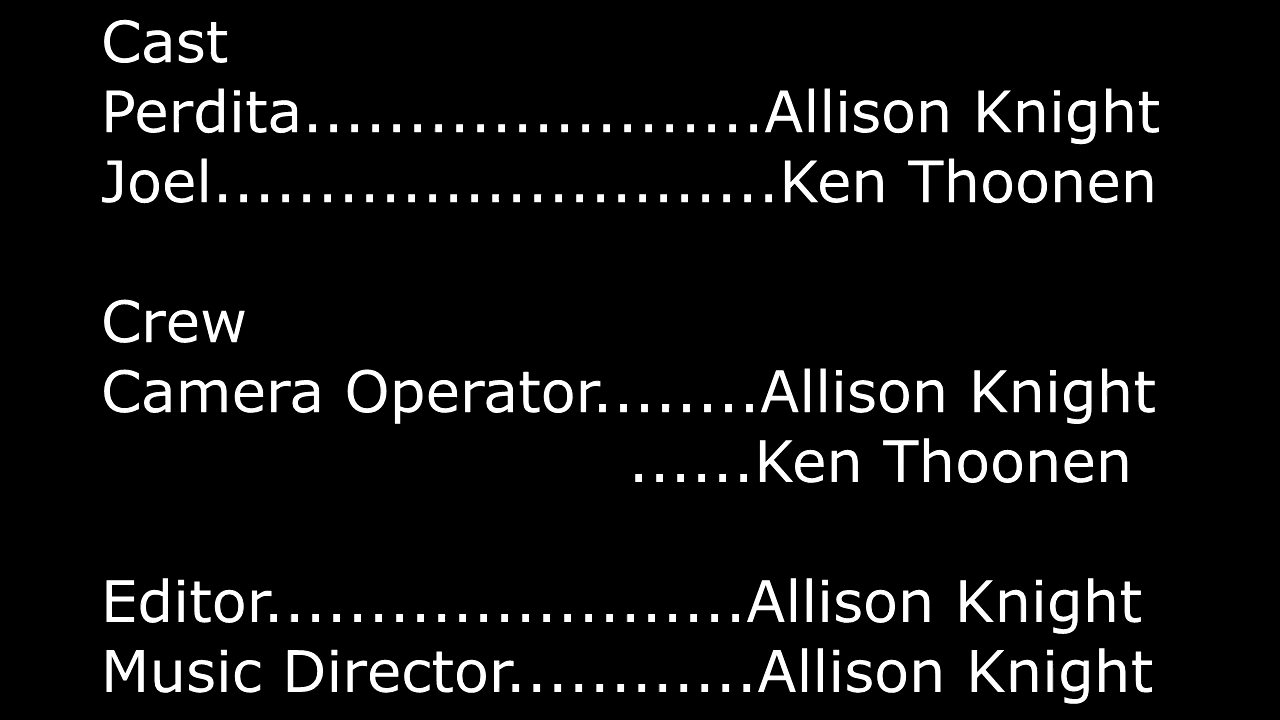 Cast
Perdita......................Allison Knight
Joel...........................Ken Thoonen
Crew
Camera Operator........Allison Knight
......Ken Thoonen
Editor.......................Allison Knight
Music Director............Allison Knight